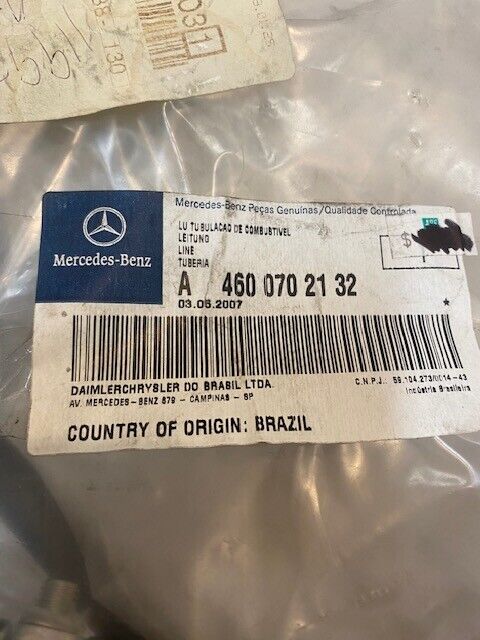 031
130
Mercedes-Benz
Mercedes-Benz Peças Genuínas/Qualidade Controlada
LU TUBULACAO DE COMBUSTIVEL
LEITUNG
LINE
TUBERIA
$
A 460 070 21 32
03.05.2007
*
DAIMLERCHRYSLER DO BRASIL LTDA.
AV. MERCEDES-BENZ 679 - CAMPINAS - SP
C.N.P.J.: 59.104.273/0014-43
Indústria Brasileira
COUNTRY OF ORIGIN: BRAZIL